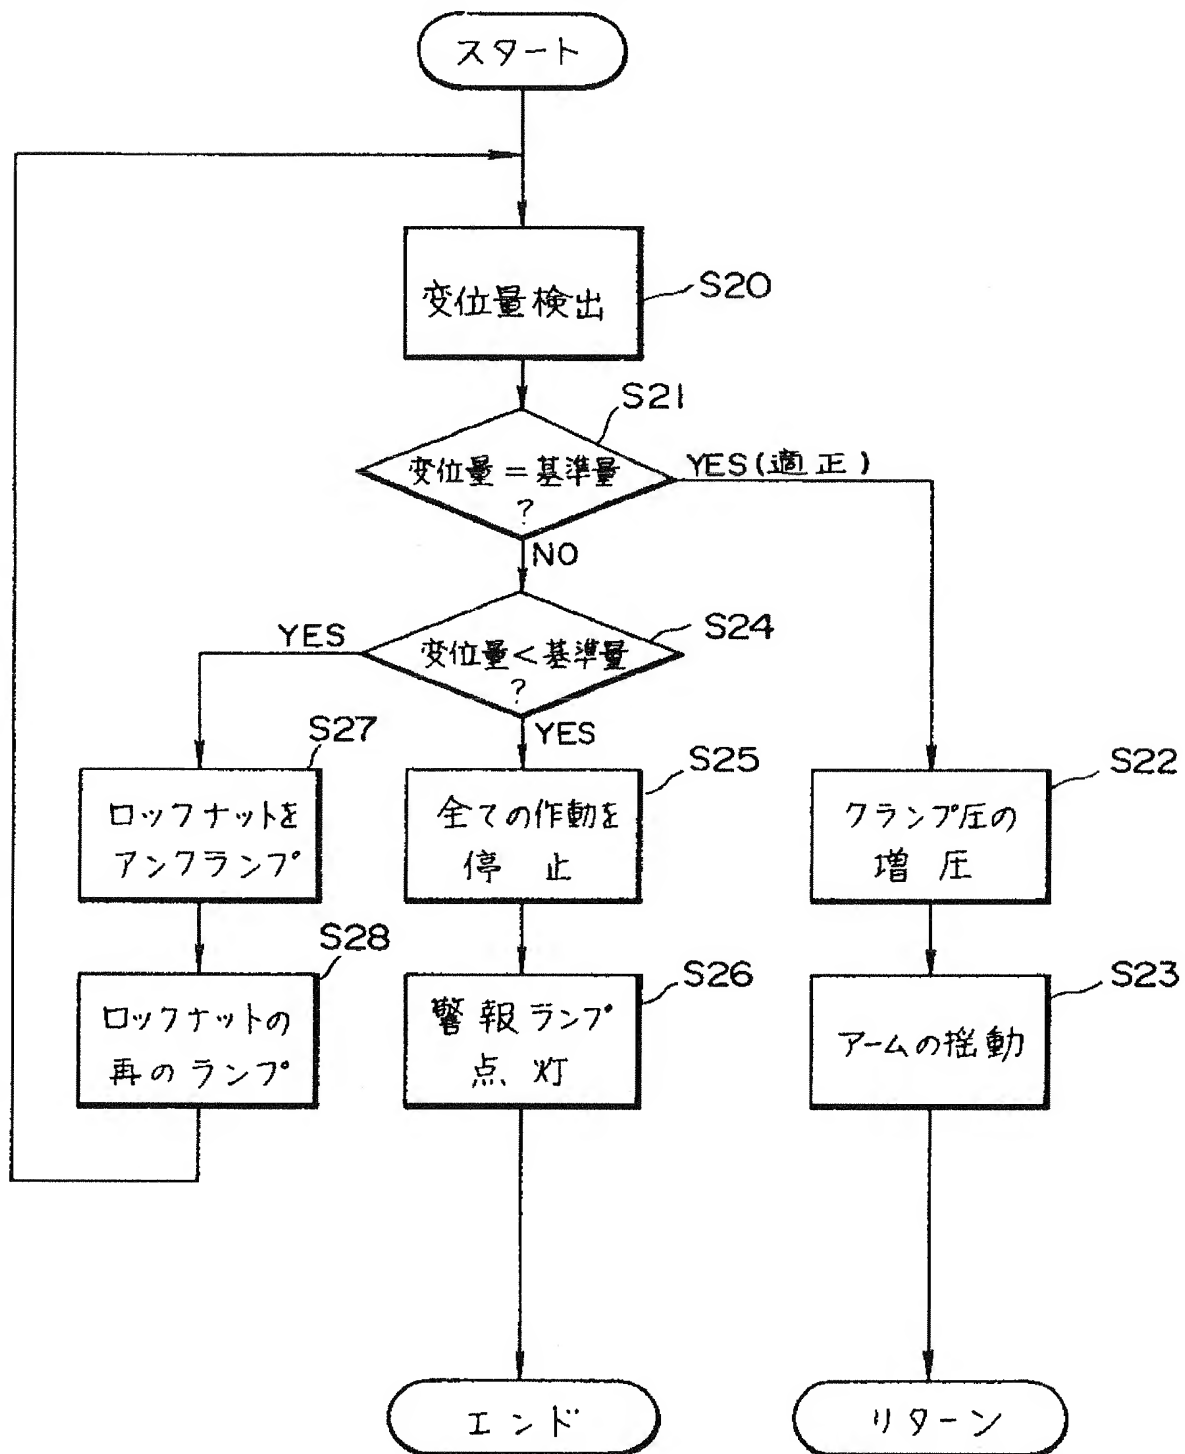 スタート
変位量検出
S20
S21
変位量=基準量
?
YES(適正)
NO
S24
変位量<基準量
?
YES
YES
S27
ロックナットを
アンクランプ
S25
全ての作動を
停止
S22
クランプ圧の
増圧
S28
ロックナットの
再のランプ
S26
警報ランプ
点灯
S23
アームの揺動
エンド
リターン